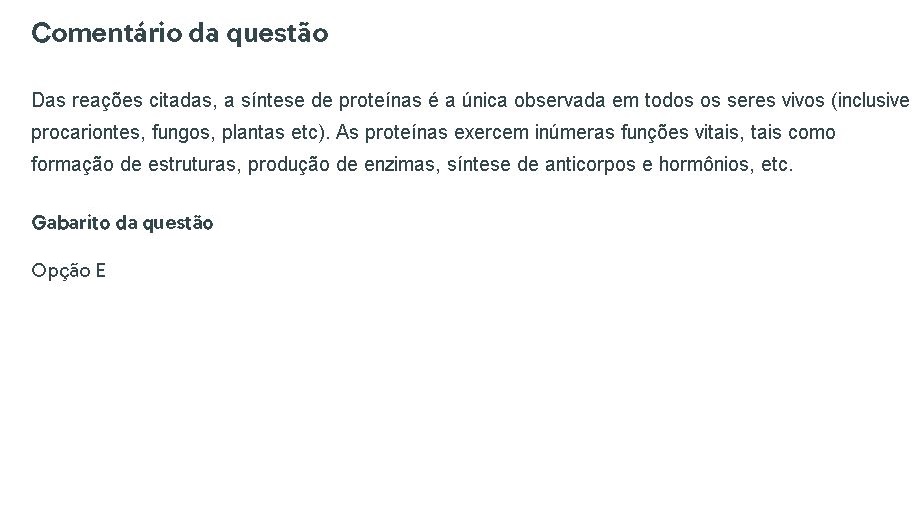 Comentário da questão
Das reações citadas, a síntese de proteínas é a única observada em todos os seres vivos (inclusive
procariontes, fungos, plantas etc). As proteínas exercem inúmeras funções vitais, tais como
formação de estruturas, produção de enzimas, síntese de anticorpos e hormônios, etc.
Gabarito da questão
Opção E